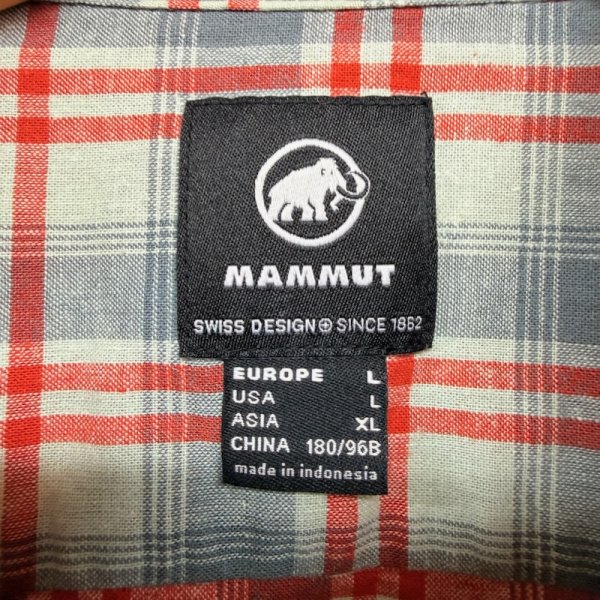 MAMMUT
SWISS DESIGN⊕SINCE 1862
EUROPE L
USA L
ASIA XL
CHINA 180/96B
made in indonesia